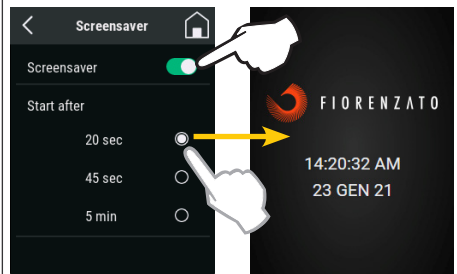 Screensaver
Screensaver
Start after
20 sec
45 sec
5 min
FIORENZATO
14:20:32 AM
23 GEN 21